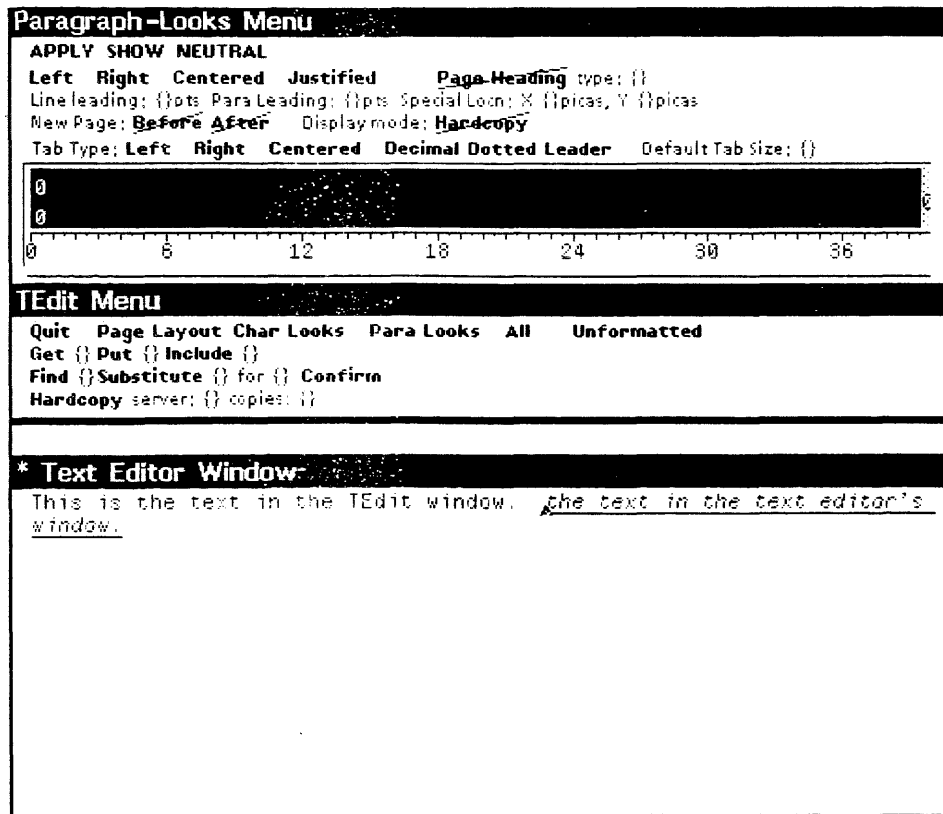 Paragraph-Looks Menu
APPLY SHOW NEUTRAL
Left Right Centered Justified Page Heading type: {}
Line leading: {}pts Para Leading: {}pts Special Locn: X {}picas, Y {}picas
New Page: Before After Display mode: Hardcopy
Tab Type: Left Right Centered Decimal Dotted Leader Default Tab Size: {}
0
0
0 6 12 18 24 30 36
TEdit Menu
Quit Page Layout Char Looks Para Looks All Unformatted
Get {} Put {} Include {}
Find {} Substitute {} for {} Confirm
Hardcopy server: {} copies: {}
* Text Editor Window
This is the text in the TEdit window. the text in the text editor's
window.